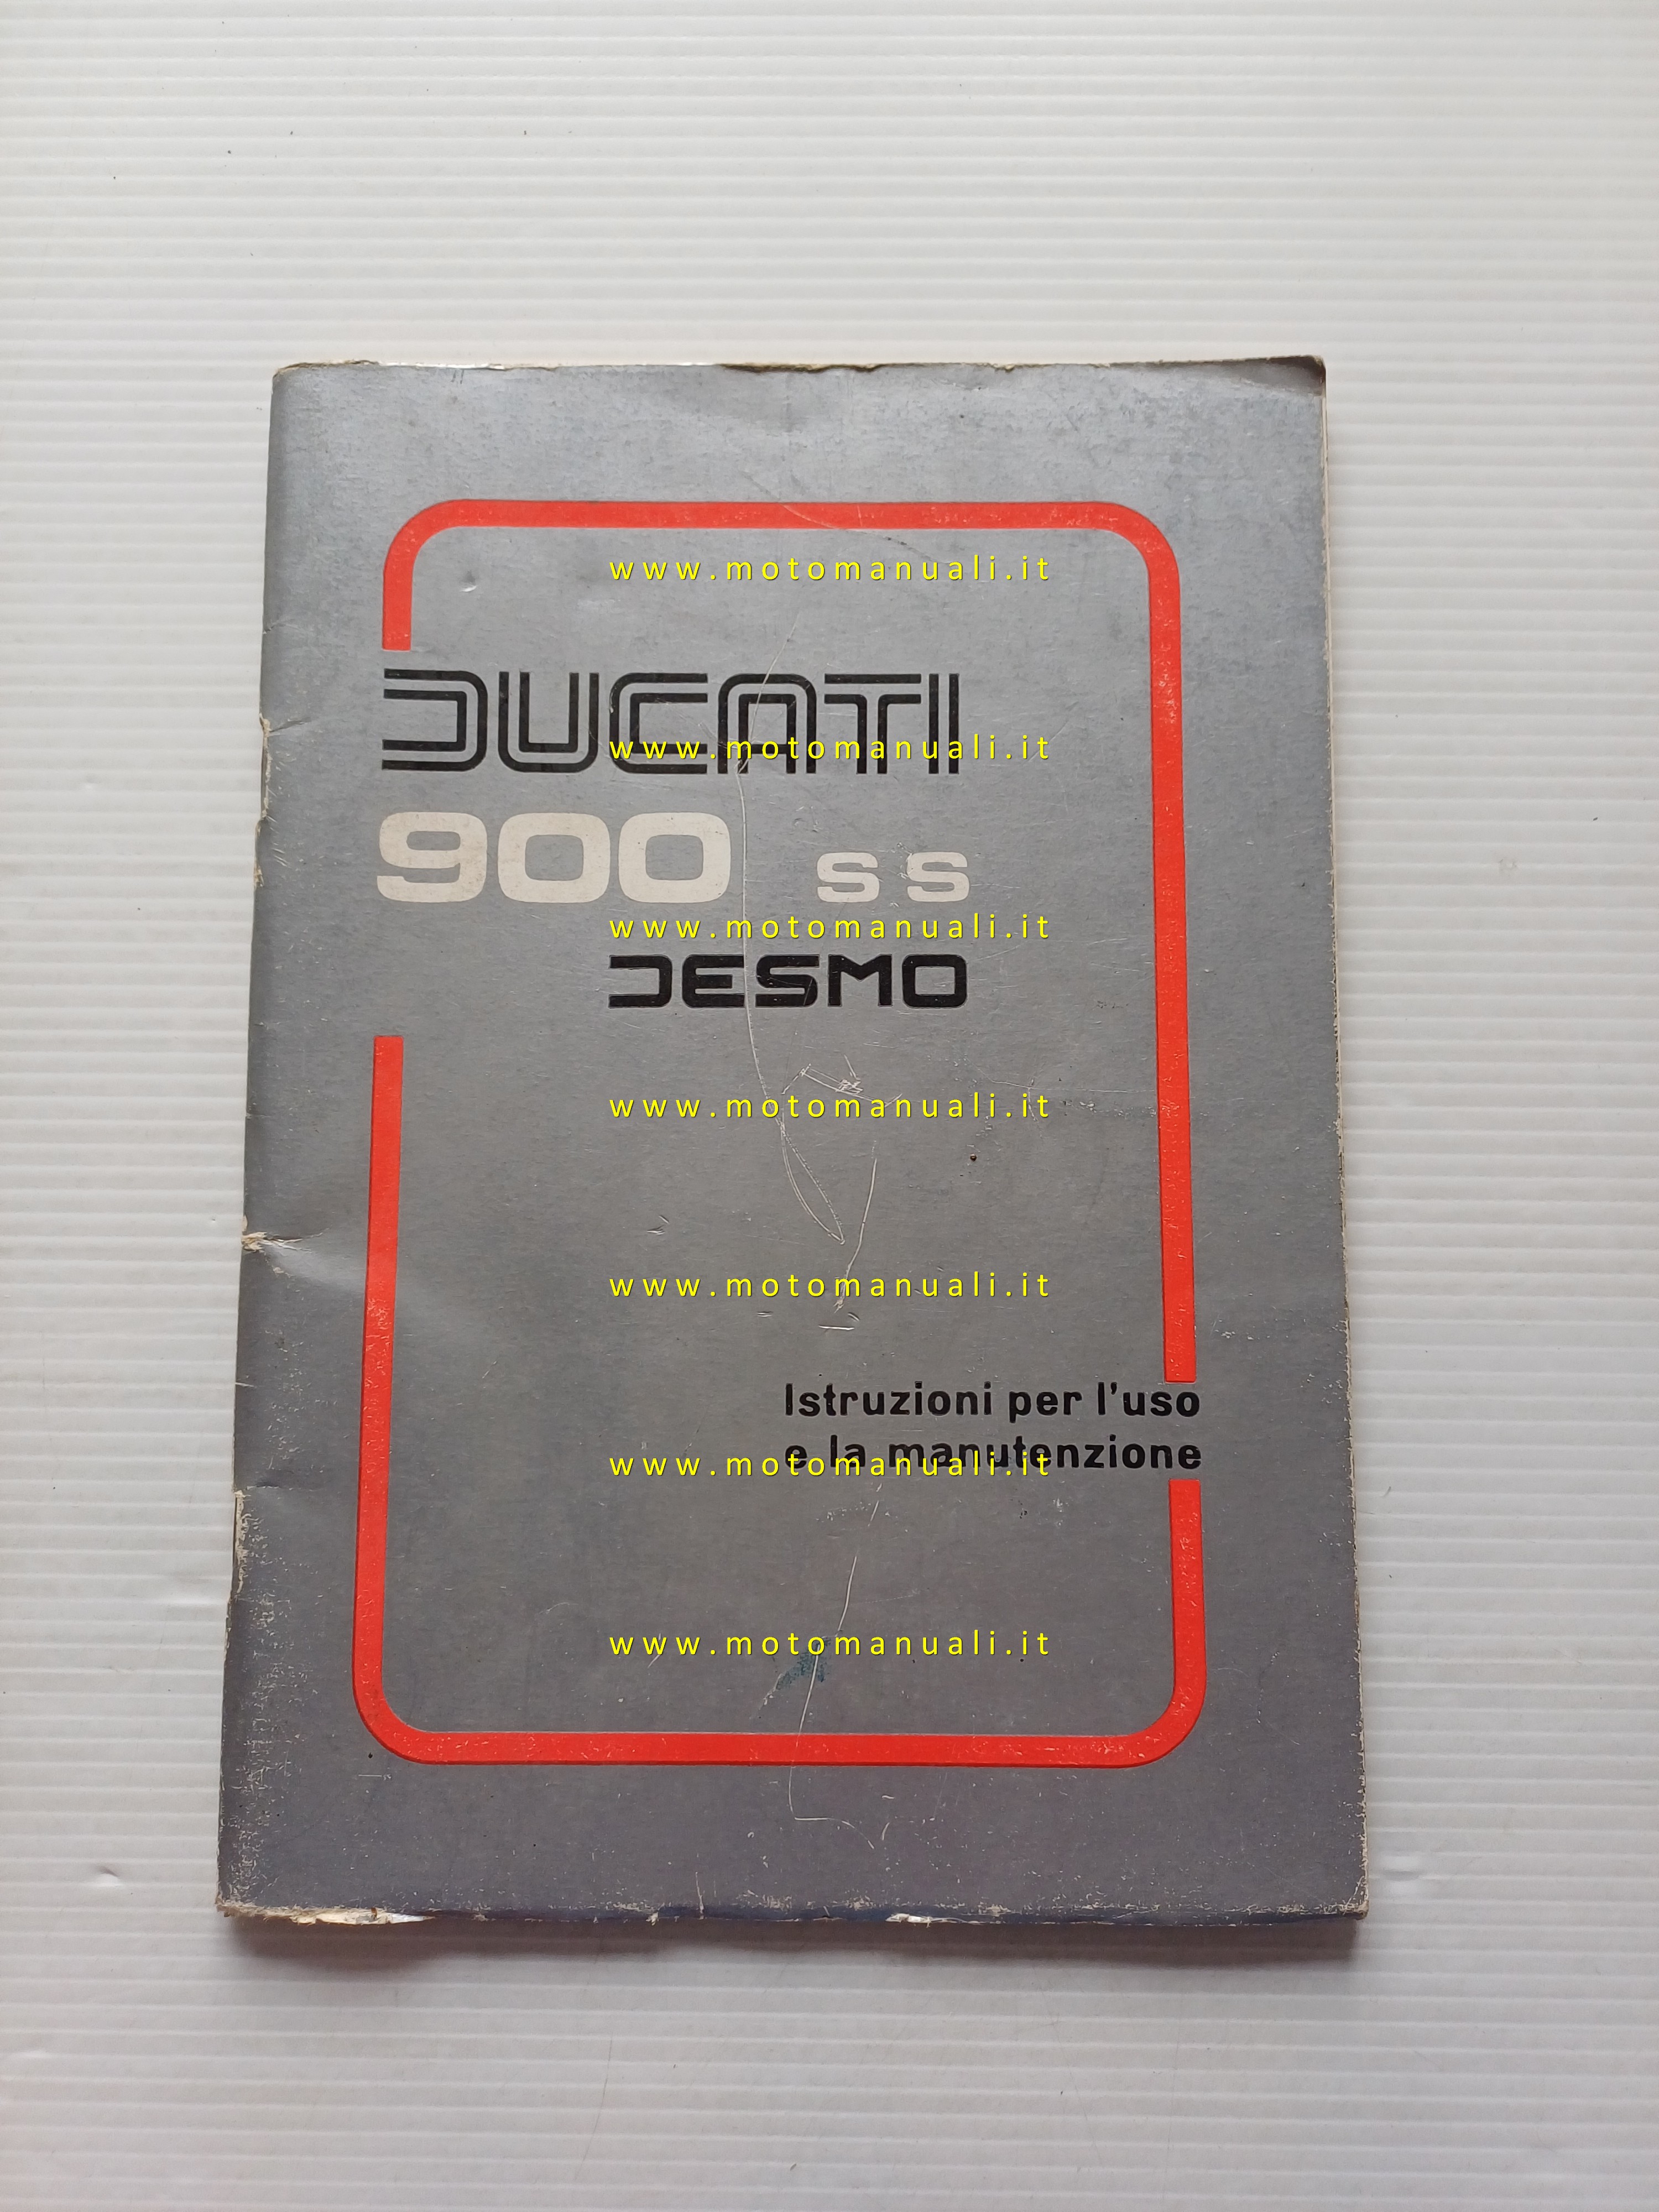 www.motomanuali.it
DUCATI
www.motomanuali.it
900 SS
www.motomanuali.it
DESMO
www.motomanuali.it
www.motomanuali.it
Istruzioni per l'uso
e la manutenzione
www.motomanuali.it
www.motomanuali.it